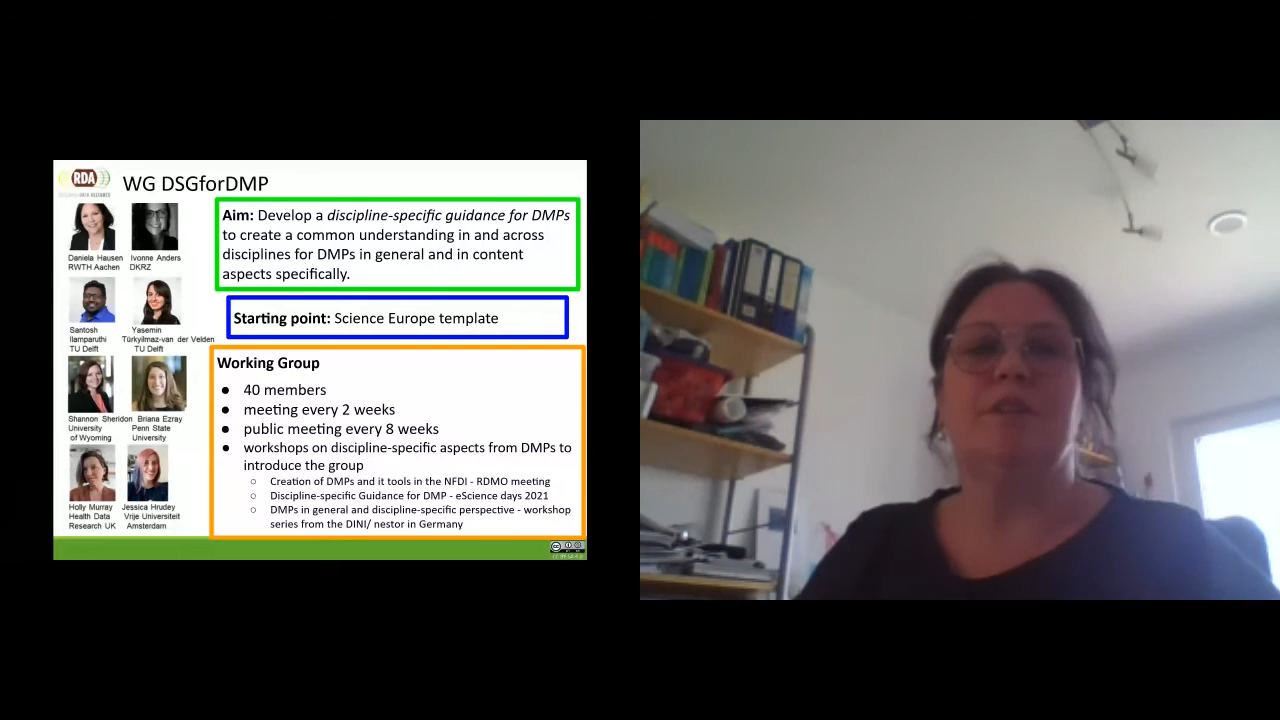 RDA
WG DSGforDMP
Daniela Hausen
RWTH Aachen
Ivonne Anders
DKRZ
Santosh
Ilamparuthi
TU Delft
Yasemin
Türkyilmaz-van der Velden
TU Delft
Shannon Sheridon
University
of Wyoming
Briana Ezray
Penn State
University
Holly Murray
Health Data
Research UK
Jessica Hrudey
Vrije Universiteit
Amsterdam
Aim: Develop a discipline-specific guidance for DMPs
to create a common understanding in and across
disciplines for DMPs in general and in content
aspects specifically.
Starting point: Science Europe template
Working Group
● 40 members
● meeting every 2 weeks
● public meeting every 8 weeks
● workshops on discipline-specific aspects from DMPs to
introduce the group
○ Creation of DMPs and it tools in the NFDI - RDMO meeting
○ Discipline-specific Guidance for DMP - eScience days 2021
○ DMPs in general and discipline-specific perspective - workshop
series from the DINI/ nestor in Germany